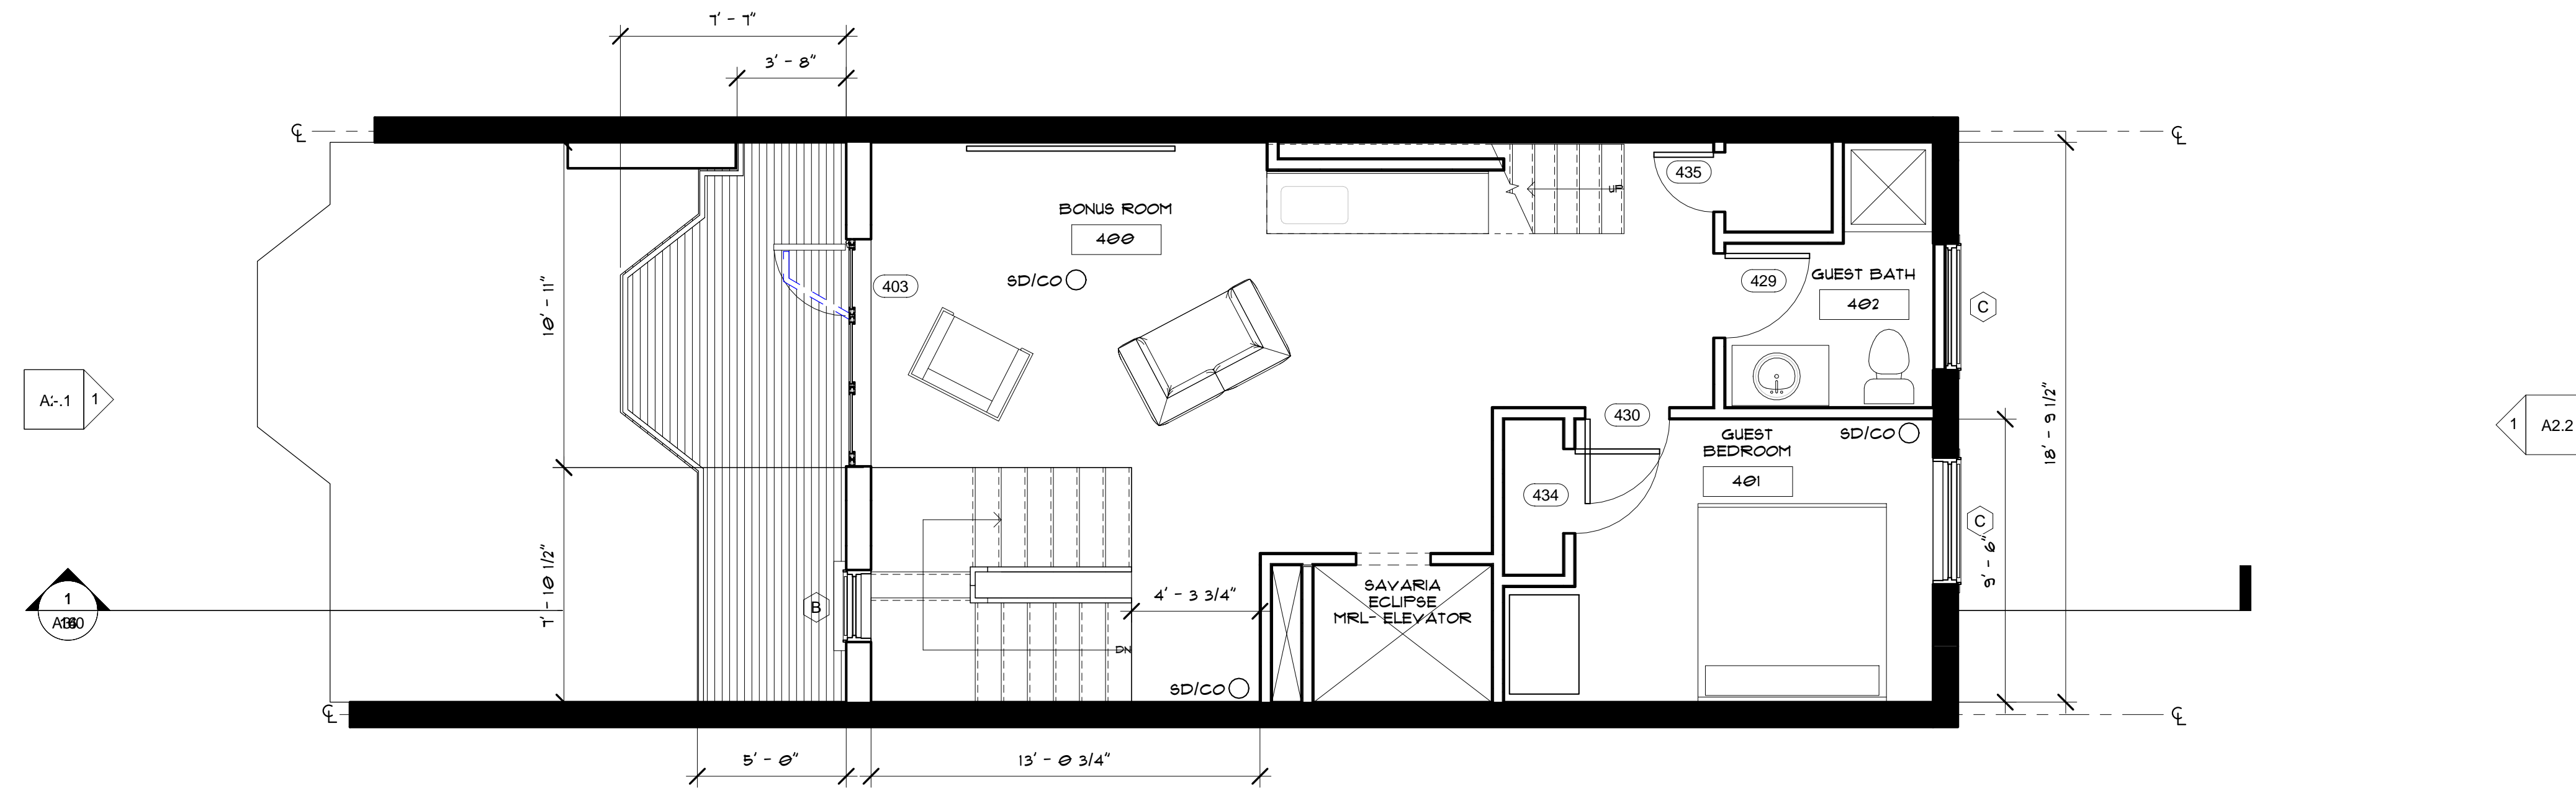 7' - 7"
3' - 8"
℄
℄
435
UP
BONUS ROOM
400
SD/CO
403
429
GUEST BATH
402
C
10' - 11"
18' - 9 1/2"
1
1
A2.2
430
GUEST
BEDROOM
401
SD/CO
434
C
9' - 6"
7' - 10 1/2"
1
B
4' - 3 3/4"
SAVARIA
ECLIPSE
MRL- ELEVATOR
DN
SD/CO
℄
℄
5' - 0"
13' - 0 3/4"